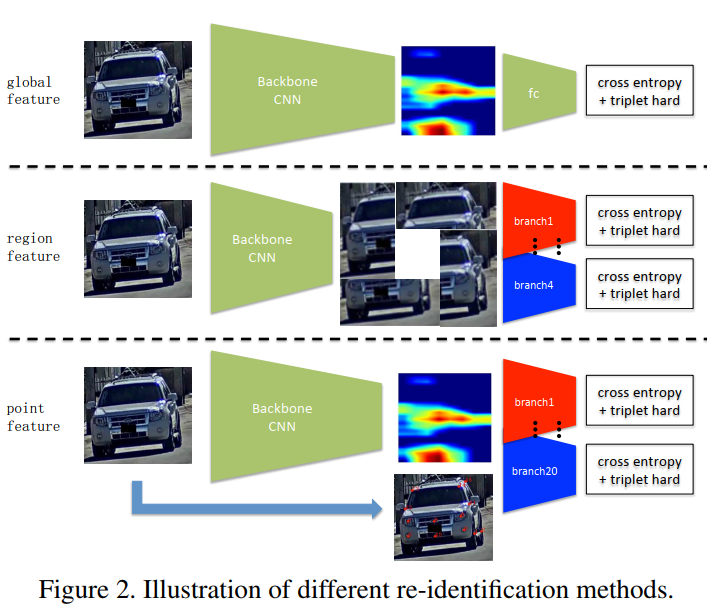 global
feature
Backbone
CNN
fc
cross entropy
+ triplet hard
region
feature
Backbone
CNN
branch1
branch4
cross entropy
+ triplet hard
cross entropy
+ triplet hard
point
feature
Backbone
CNN
branch1
branch20
cross entropy
+ triplet hard
cross entropy
+ triplet hard
Figure 2. Illustration of different re-identification methods.